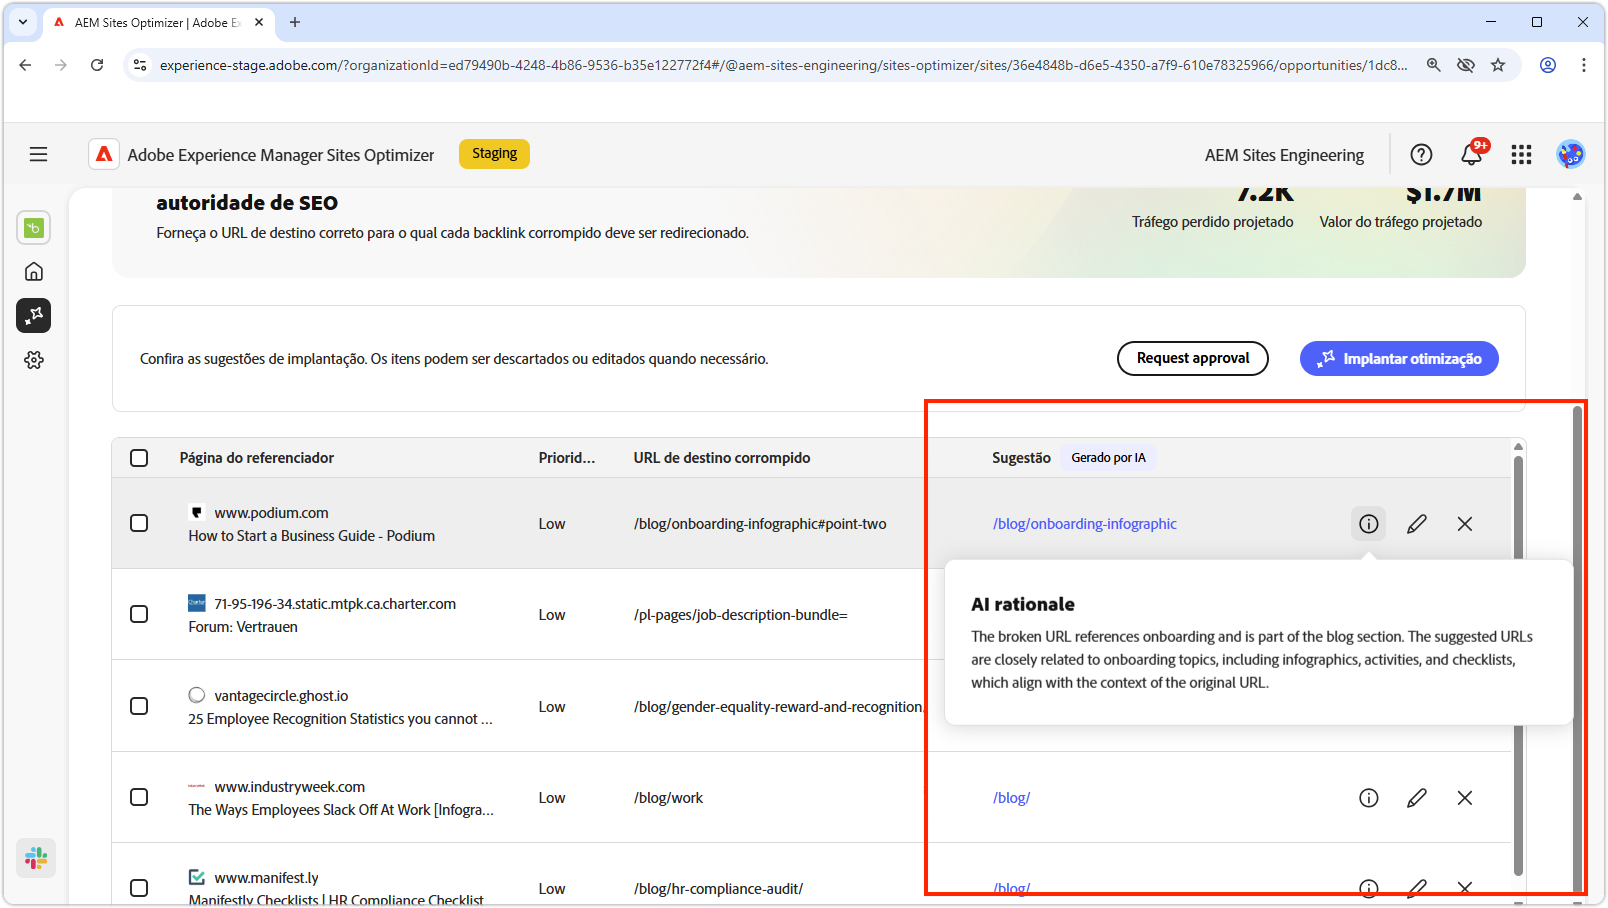 AEM Sites Optimizer | Adobe Ex
experience-stage.adobe.com/?organizationId=ed79490b-4248-4b86-9536-b35e122772f4#/@aem-sites-engineering/sites-optimizer/sites/36e4848b-d6e5-4350-a7f9-610e78325966/opportunities/1dc8...
Adobe Experience Manager Sites Optimizer
Staging
AEM Sites Engineering
9+
autoridade de SEO
7.2K
$1.7M
Forneça o URL de destino correto para o qual cada backlink corrompido deve ser redirecionado.
Tráfego perdido projetado
Valor do tráfego projetado
Confira as sugestões de implantação. Os itens podem ser descartados ou editados quando necessário.
Request approval
Implantar otimização
Página do referenciador
Priorid...
URL de destino corrompido
Sugestão
Gerado por IA
www.podium.com
How to Start a Business Guide - Podium
Low
/blog/onboarding-infographic#point-two
/blog/onboarding-infographic
AI rationale
The broken URL references onboarding and is part of the blog section. The suggested URLs
are closely related to onboarding topics, including infographics, activities, and checklists,
which align with the context of the original URL.
71-95-196-34.static.mtpk.ca.charter.com
Forum: Vertrauen
Low
/pl-pages/job-description-bundle=
vantagecircle.ghost.io
25 Employee Recognition Statistics you cannot ...
Low
/blog/gender-equality-reward-and-recognition.
www.industryweek.com
The Ways Employees Slack Off At Work [Infogra...
Low
/blog/work
/blog/
www.manifest.ly
Manifestly Checklists | HR Compliance Checklist
Low
/blog/hr-compliance-audit/
/blog/